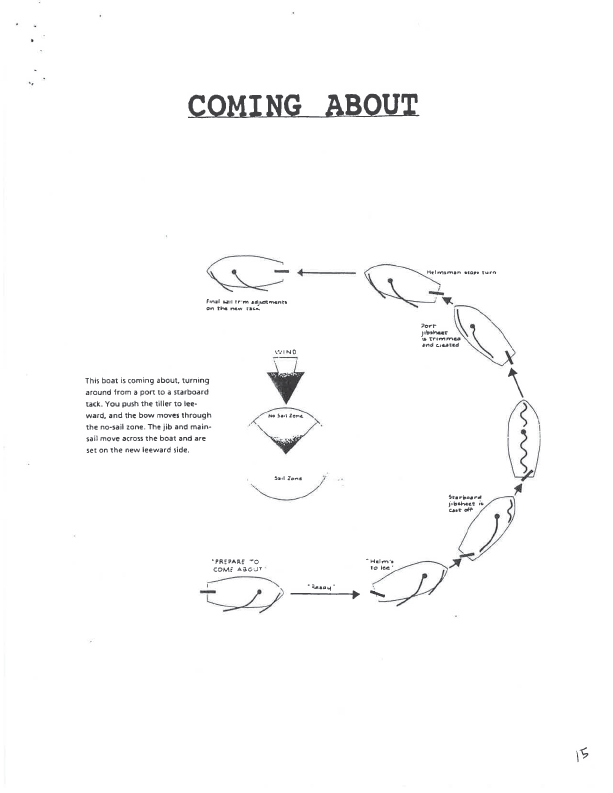 COMING ABOUT
Helmsman stops turn
Final sail trim adjustments
on the new tack
Port
jibsheet
is trimmed
and cleated
WIND
This boat is coming about, turning
around from a port to a starboard
tack. You push the tiller to lee-
ward, and the bow moves through
the no-sail zone. The jib and main-
sail move across the boat and are
set on the new leeward side.
No Sail Zone
Sail Zone
Starboard
jibsheet is
cast off
"PREPARE TO
COME ABOUT"
"Ready"
"Helm's
to lee"
15